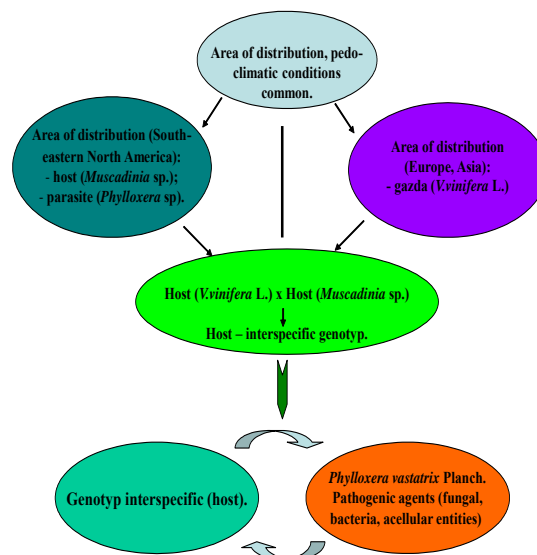 Area of distribution, pedo-
climatic conditions
common.
Area of distribution (South-
eastern North America):
- host (Muscadinia sp.);
- parasite (Phylloxera sp).
Area of distribution
(Europe, Asia):
- gazda (V.vinifera L.)
Host (V.vinifera L.) x Host (Muscadinia sp.)
Host – interspecific genotyp.
Genotyp interspecific (host).
Phylloxera vastatrix Planch.
Pathogenic agents (fungal,
bacteria, acellular entities)